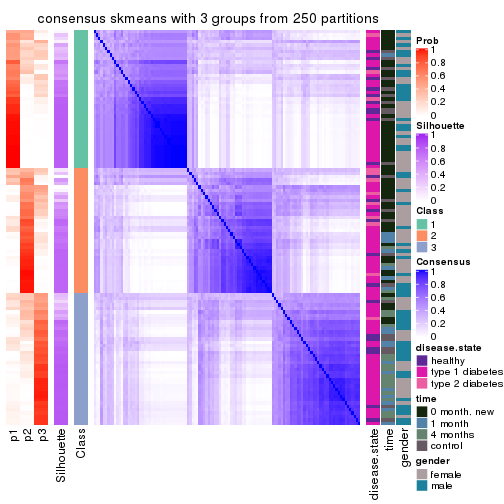 consensus skmeans with 3 groups from 250 partitions
Prob
1
0.8
0.6
0.4
0.2
0
Silhouette
1
0.8
0.6
0.4
0.2
0
Class
1
2
3
Consensus
1
0.8
0.6
0.4
0.2
0
disease.state
healthy
type 1 diabetes
type 2 diabetes
time
0 month, new
1 month
4 months
control
gender
female
male
p1
p2
p3
Silhouette
Class
disease.state
time
gender